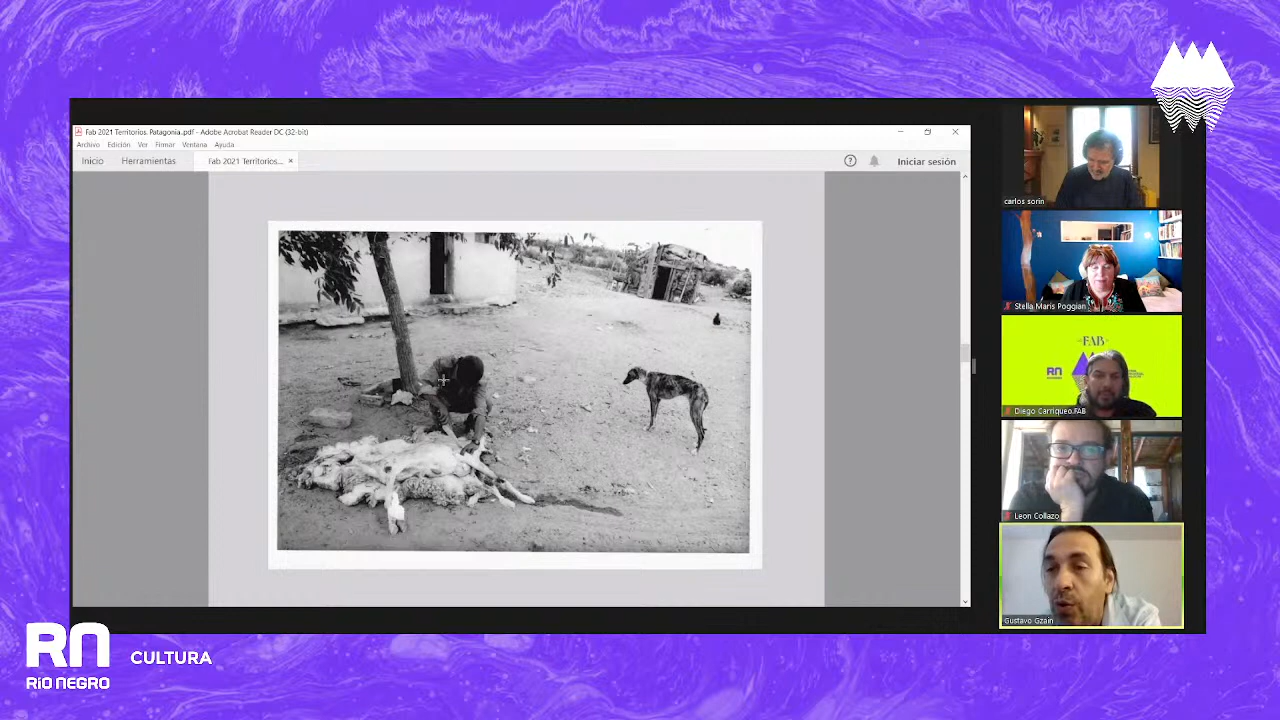 Fab 2021 Territorios. Patagonia.pdf - Adobe Acrobat Reader DC (32-bit)
Archivo Edición Ver Firmar Ventana Ayuda
Inicio Herramientas Fab 2021 Territorios... × Iniciar sesión
carlos sorin
Stella Maris Poggian
FAB
RN
Diego Carriqueo.FAB
Leon Collazo
Gustavo Gzain
RN
RÍO NEGRO
CULTURA